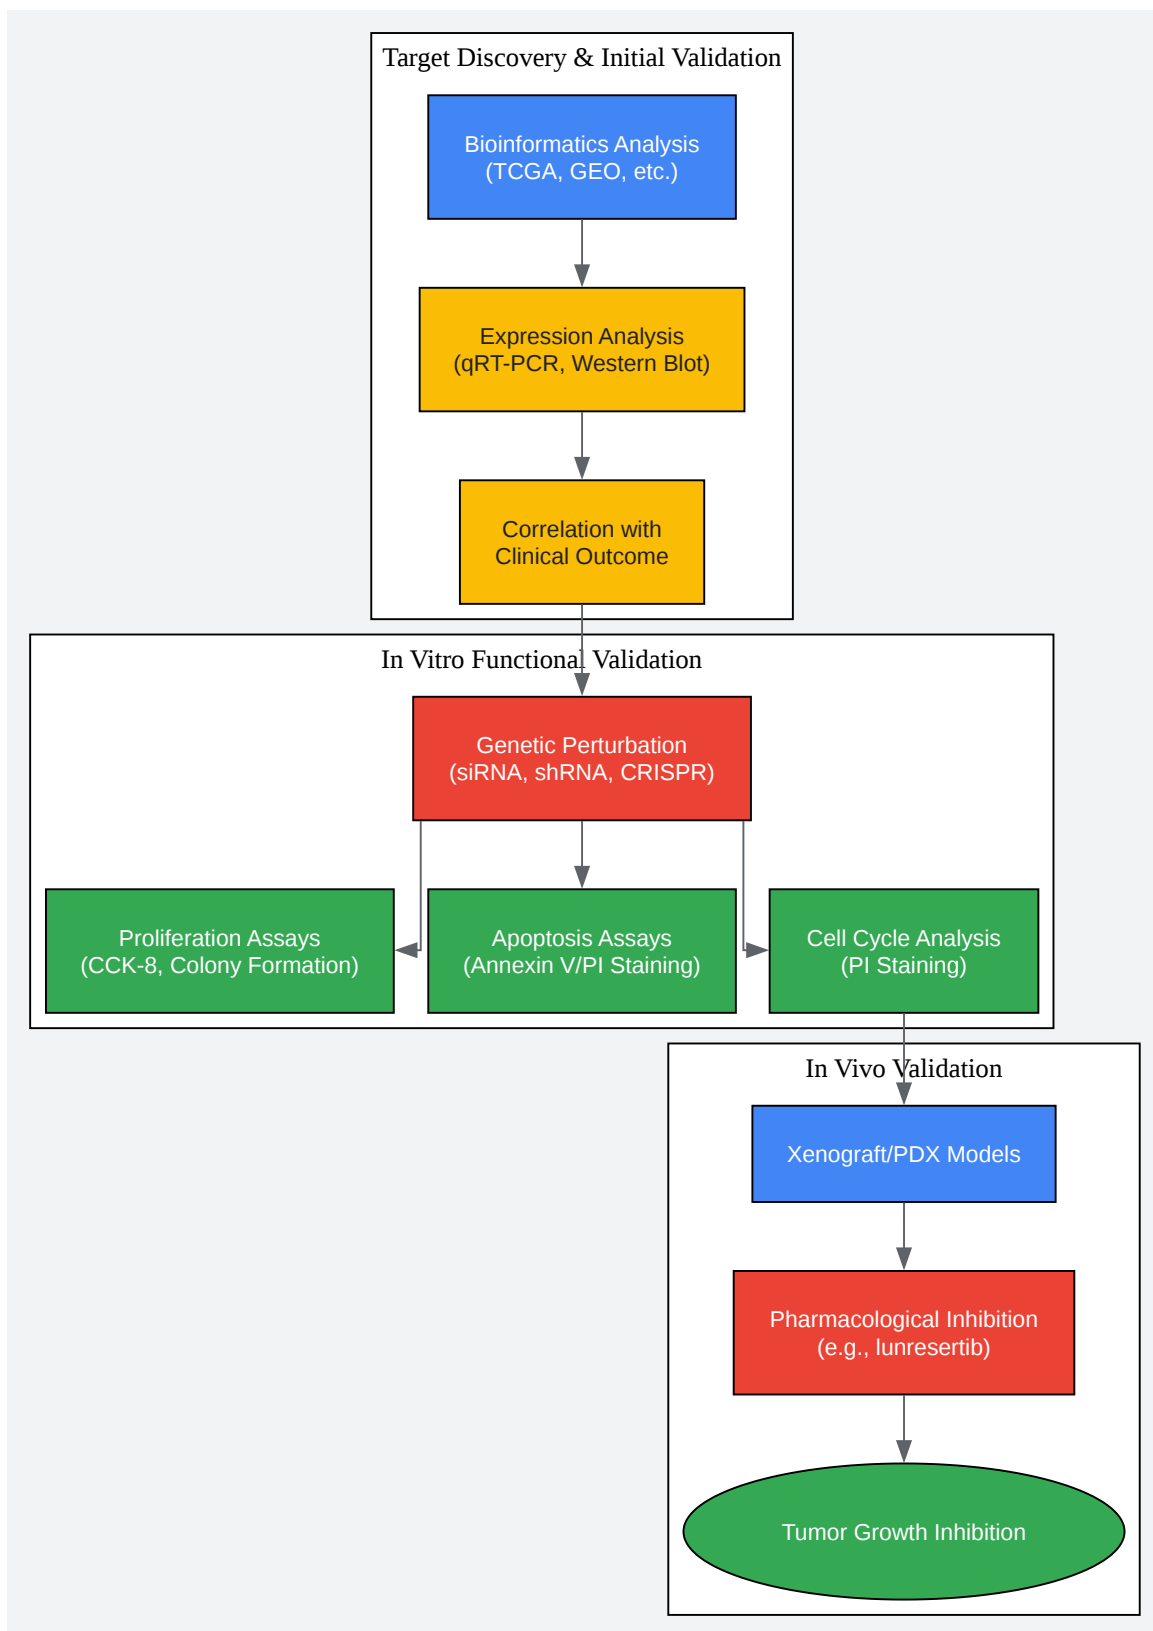 Target Discovery & Initial Validation
Bioinformatics Analysis
(TCGA, GEO, etc.)
Expression Analysis
(qRT-PCR, Western Blot)
Correlation with
Clinical Outcome
In Vitro Functional Validation
Genetic Perturbation
(siRNA, shRNA, CRISPR)
Proliferation Assays
(CCK-8, Colony Formation)
Apoptosis Assays
(Annexin V/PI Staining)
Cell Cycle Analysis
(PI Staining)
In Vivo Validation
Xenograft/PDX Models
Pharmacological Inhibition
(e.g., lunresertib)
Tumor Growth Inhibition